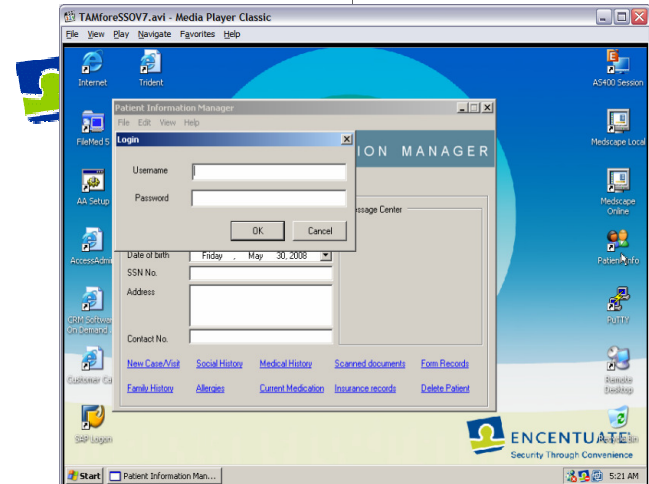 TAMforeSSOV7.avi - Media Player Classic
File View Play Navigate Favorites Help
Internet
Trident
AS400 Session
Patient Information Manager
File Edit View Help
FileMed 5
Login
ION MANAGER
Medscape Local
Username
Password
AA Setup
ssage Center
Medscape
Online
OK Cancel
Date of birth Friday , May 30, 2008
AccessAdmi
Patient Info
SSN No.
Address
CRM Software
On Demand
PuTTY
Contact No.
New Case/Visit Social History Medical History Scanned documents Form Records
Customer Ca
Remote
Desktop
Family History Allergies Current Medication Insurance records Delete Patient
SAP Logon
ENCENTUATE
Security Through Convenience
Start Patient Information Man... 5:21 AM